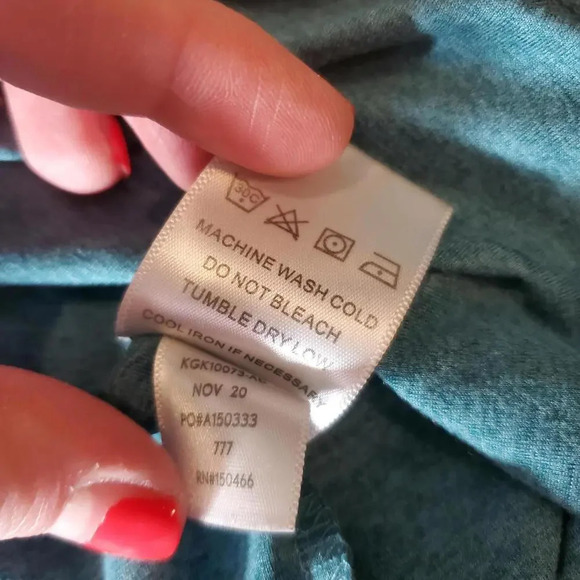 30C
MACHINE WASH COLD
DO NOT BLEACH
TUMBLE DRY LOW
COOL IRON IF NECESSARY
NOV 20
PO#A150333
777
RN#150466